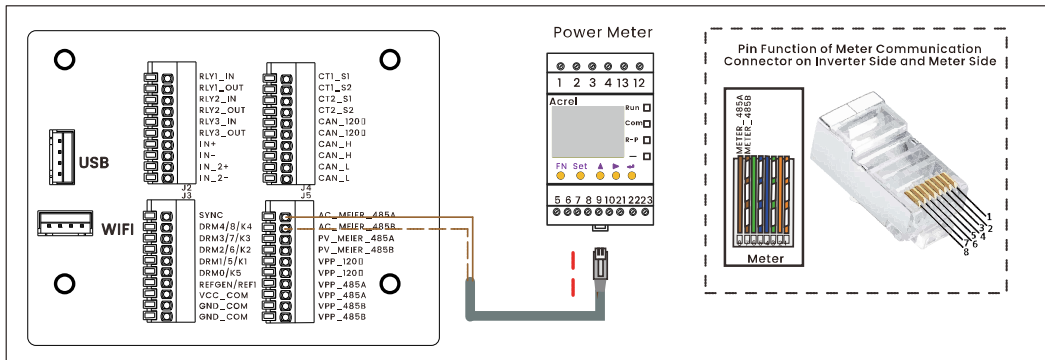 USB
WIFI
RLY1_IN
RLY1_OUT
RLY2_IN
RLY2_OUT
RLY3_IN
RLY3_OUT
IN+
IN-
IN_2+
IN_2-
J2
CT1_S1
CT1_S2
CT2_S1
CT2_S2
CAN_120▯
CAN_120▯
CAN_H
CAN_H
CAN_L
CAN_L
J4
J3
SYNC
DRM4/8/K4
DRM3/7/K3
DRM2/6/K2
DRM1/5/K1
DRM0/K5
REFGEN/REF1
VCC_COM
GND_COM
GND_COM
J5
AC_MEIER_485A
AC_MEIER_485B
PV_MEIER_485A
PV_MEIER_485B
VPP_120▯
VPP_120▯
VPP_485A
VPP_485A
VPP_485B
VPP_485B
Power Meter
1 2 3 4 13 12
Acrel
Run
Com
R-P
FN Set
5 6 7 8 9 10 21 22 23
Pin Function of Meter Communication
Connector on Inverter Side and Meter Side
METER_485A
METER_485B
Meter
1
2
3
4
5
6
7
8